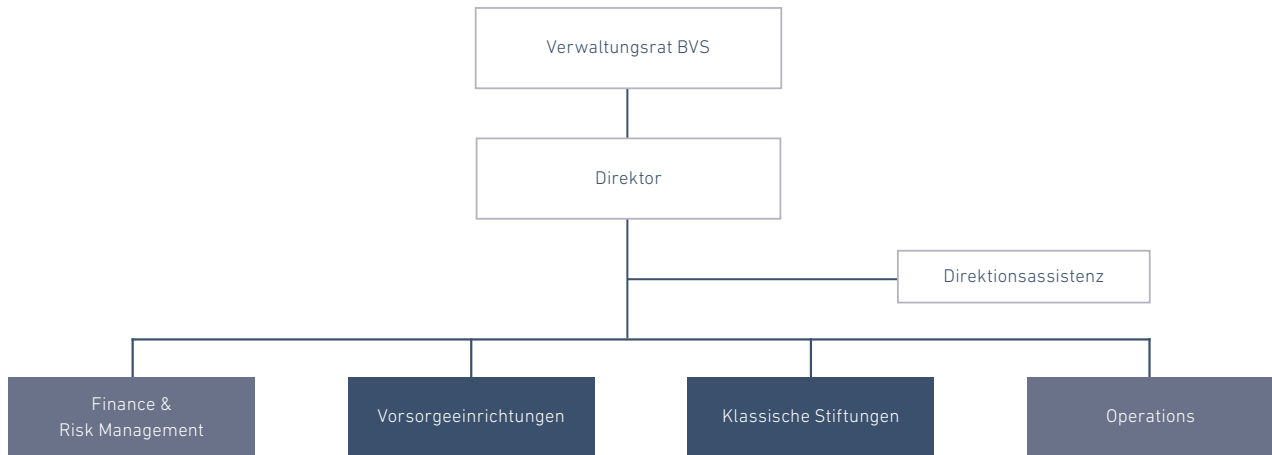 Verwaltungsrat BVS
Direktor
Direktionsassistenz
Finance &
Risk Management
Vorsorgeeinrichtungen
Klassische Stiftungen
Operations